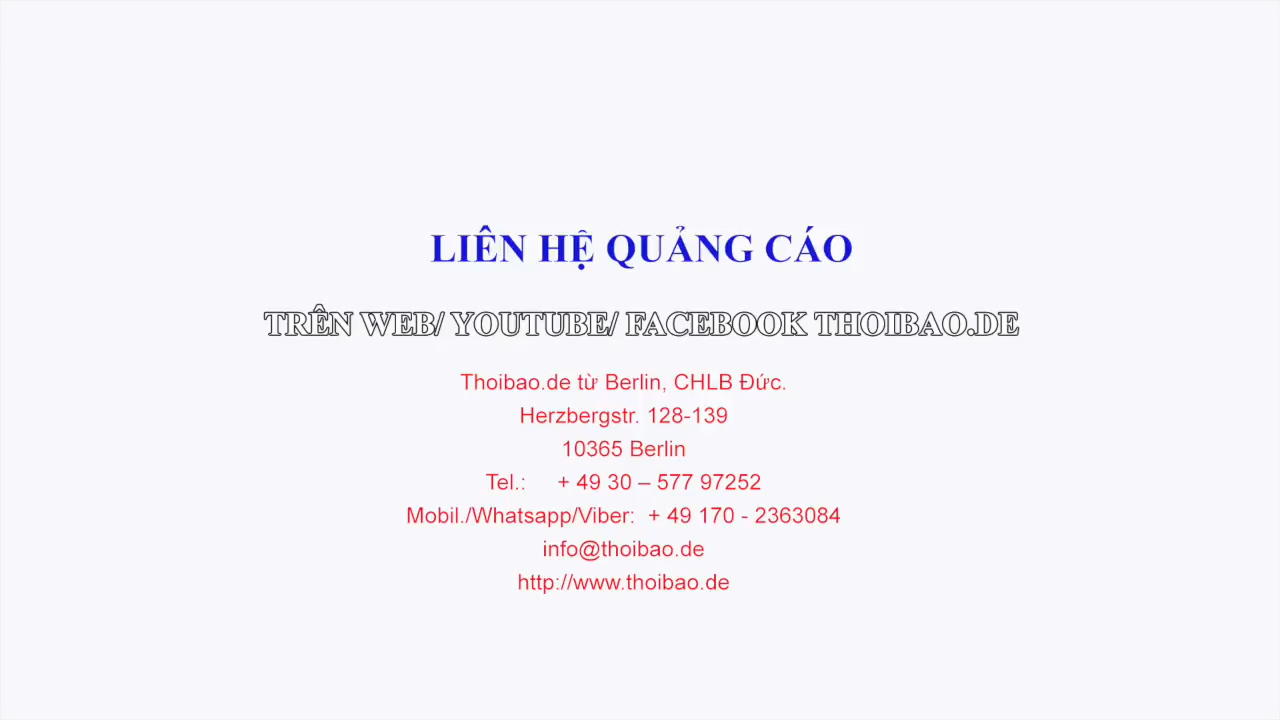 LIÊN HỆ QUẢNG CÁO
TRÊN WEB/ YOUTUBE/ FACEBOOK THOIBAO.DE
Thoibao.de từ Berlin, CHLB Đức.
Herzbergstr. 128-139
10365 Berlin
Tel.: + 49 30 – 577 97252
Mobil./Whatsapp/Viber: + 49 170 - 2363084
info@thoibao.de
http://www.thoibao.de